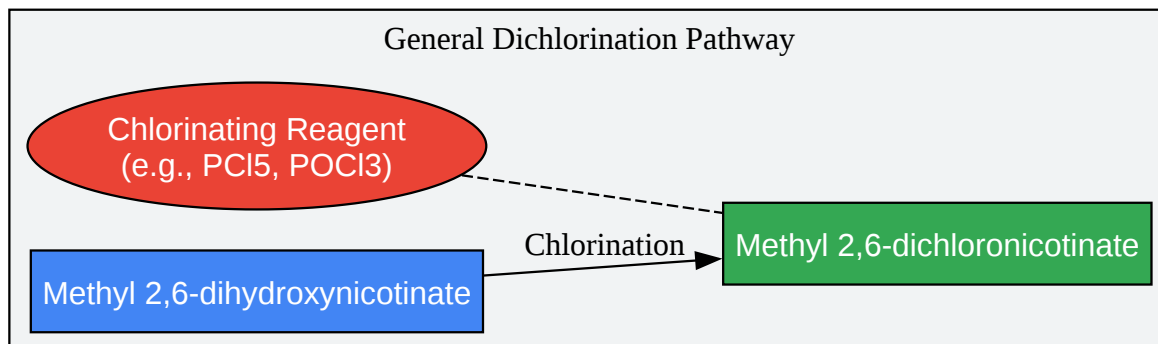 General Dichlorination Pathway
Chlorinating Reagent
(e.g., PCl5, POCl3)
Chlorination
Methyl 2,6-dichloronicotinate
Methyl 2,6-dihydroxynicotinate